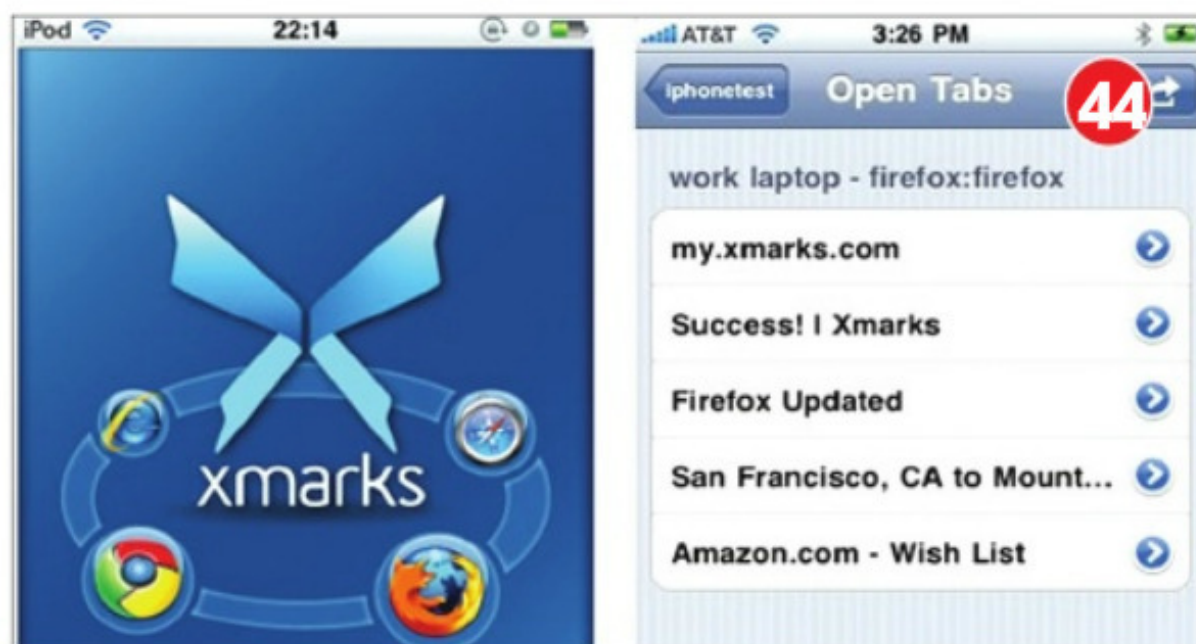 iPod 22:14
xmarks
AT&T 3:26 PM
iphonetest Open Tabs 44
work laptop - firefox:firefox
my.xmarks.com
Success! | Xmarks
Firefox Updated
San Francisco, CA to Mount...
Amazon.com - Wish List